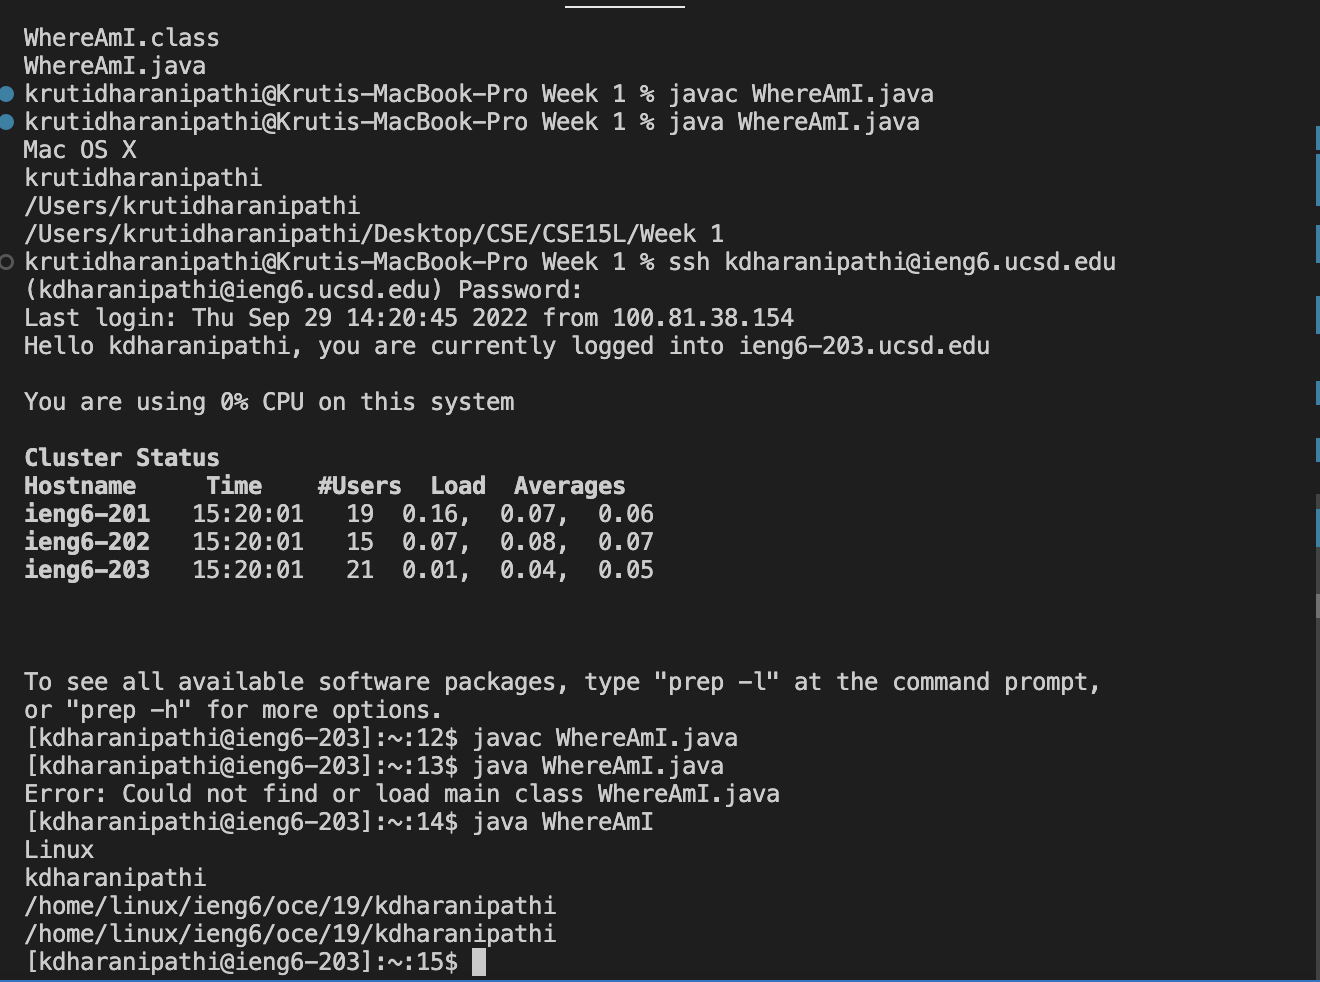 WhereAmI.class
WhereAmI.java
krutidharanipathi@Krutis-MacBook-Pro Week 1 % javac WhereAmI.java
krutidharanipathi@Krutis-MacBook-Pro Week 1 % java WhereAmI.java
Mac OS X
krutidharanipathi
/Users/krutidharanipathi
/Users/krutidharanipathi/Desktop/CSE/CSE15L/Week 1
krutidharanipathi@Krutis-MacBook-Pro Week 1 % ssh kdharanipathi@ieng6.ucsd.edu
(kdharanipathi@ieng6.ucsd.edu) Password:
Last login: Thu Sep 29 14:20:45 2022 from 100.81.38.154
Hello kdharanipathi, you are currently logged into ieng6-203.ucsd.edu
You are using 0% CPU on this system
Cluster Status
Hostname     Time    #Users  Load  Averages
ieng6-201   15:20:01   19  0.16,  0.07,  0.06
ieng6-202   15:20:01   15  0.07,  0.08,  0.07
ieng6-203   15:20:01   21  0.01,  0.04,  0.05
To see all available software packages, type "prep -l" at the command prompt,
or "prep -h" for more options.
[kdharanipathi@ieng6-203]:~:12$ javac WhereAmI.java
[kdharanipathi@ieng6-203]:~:13$ java WhereAmI.java
Error: Could not find or load main class WhereAmI.java
[kdharanipathi@ieng6-203]:~:14$ java WhereAmI
Linux
kdharanipathi
/home/linux/ieng6/oce/19/kdharanipathi
/home/linux/ieng6/oce/19/kdharanipathi
[kdharanipathi@ieng6-203]:~:15$